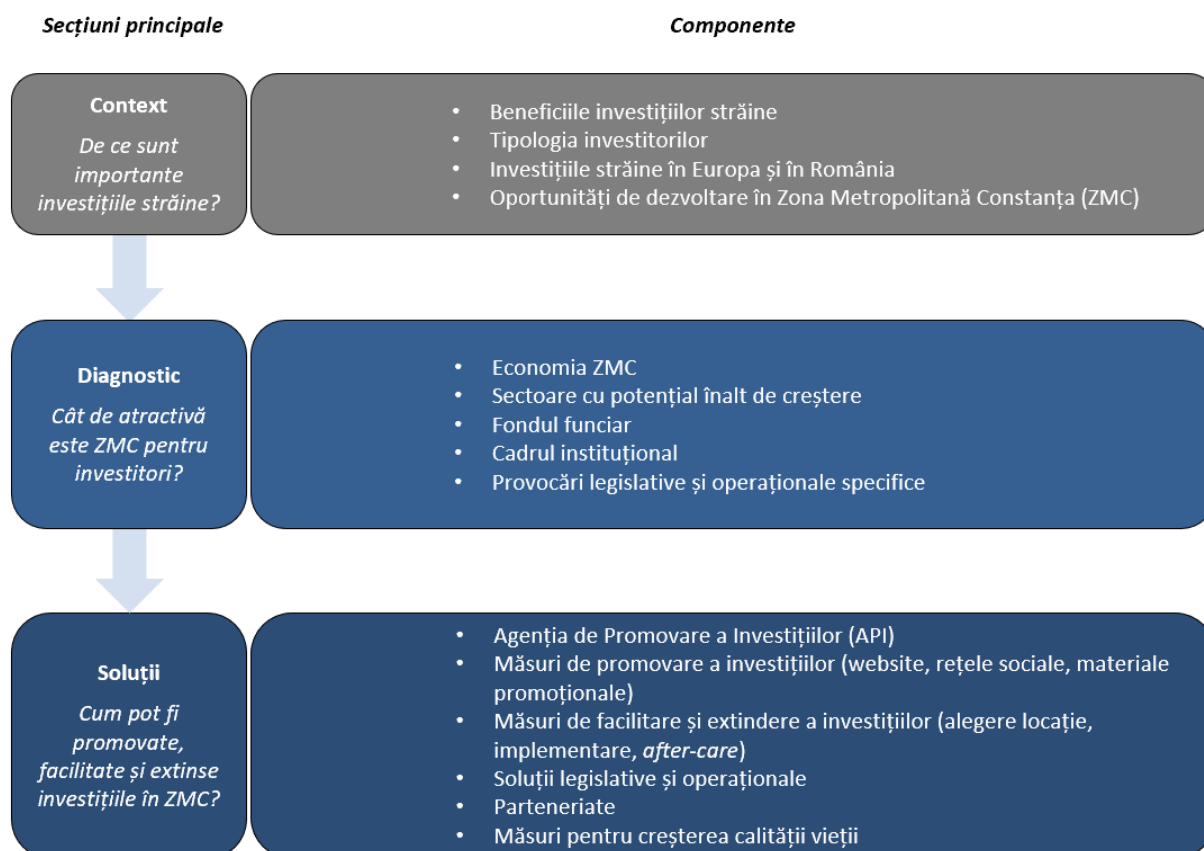 Secțiuni principale
Componente
Context
De ce sunt
importante
investițiile străine?
• Beneficiile investițiilor străine
• Tipologia investitorilor
• Investițiile străine în Europa și în România
• Oportunități de dezvoltare în Zona Metropolitană Constanța (ZMC)
Diagnostic
Cât de atractivă
este ZMC pentru
investitori?
• Economia ZMC
• Sectoare cu potențial înalt de creștere
• Fondul funciar
• Cadrul instituțional
• Provocări legislative și operaționale specifice
Soluții
Cum pot fi
promovate,
facilitate și extinse
investițiile în ZMC?
• Agenția de Promovare a Investițiilor (API)
• Măsuri de promovare a investițiilor (website, rețele sociale, materiale
promoționale)
• Măsuri de facilitare și extindere a investițiilor (alegere locație,
implementare, after-care)
• Soluții legislative și operaționale
• Parteneriate
• Măsuri pentru creșterea calității vieții